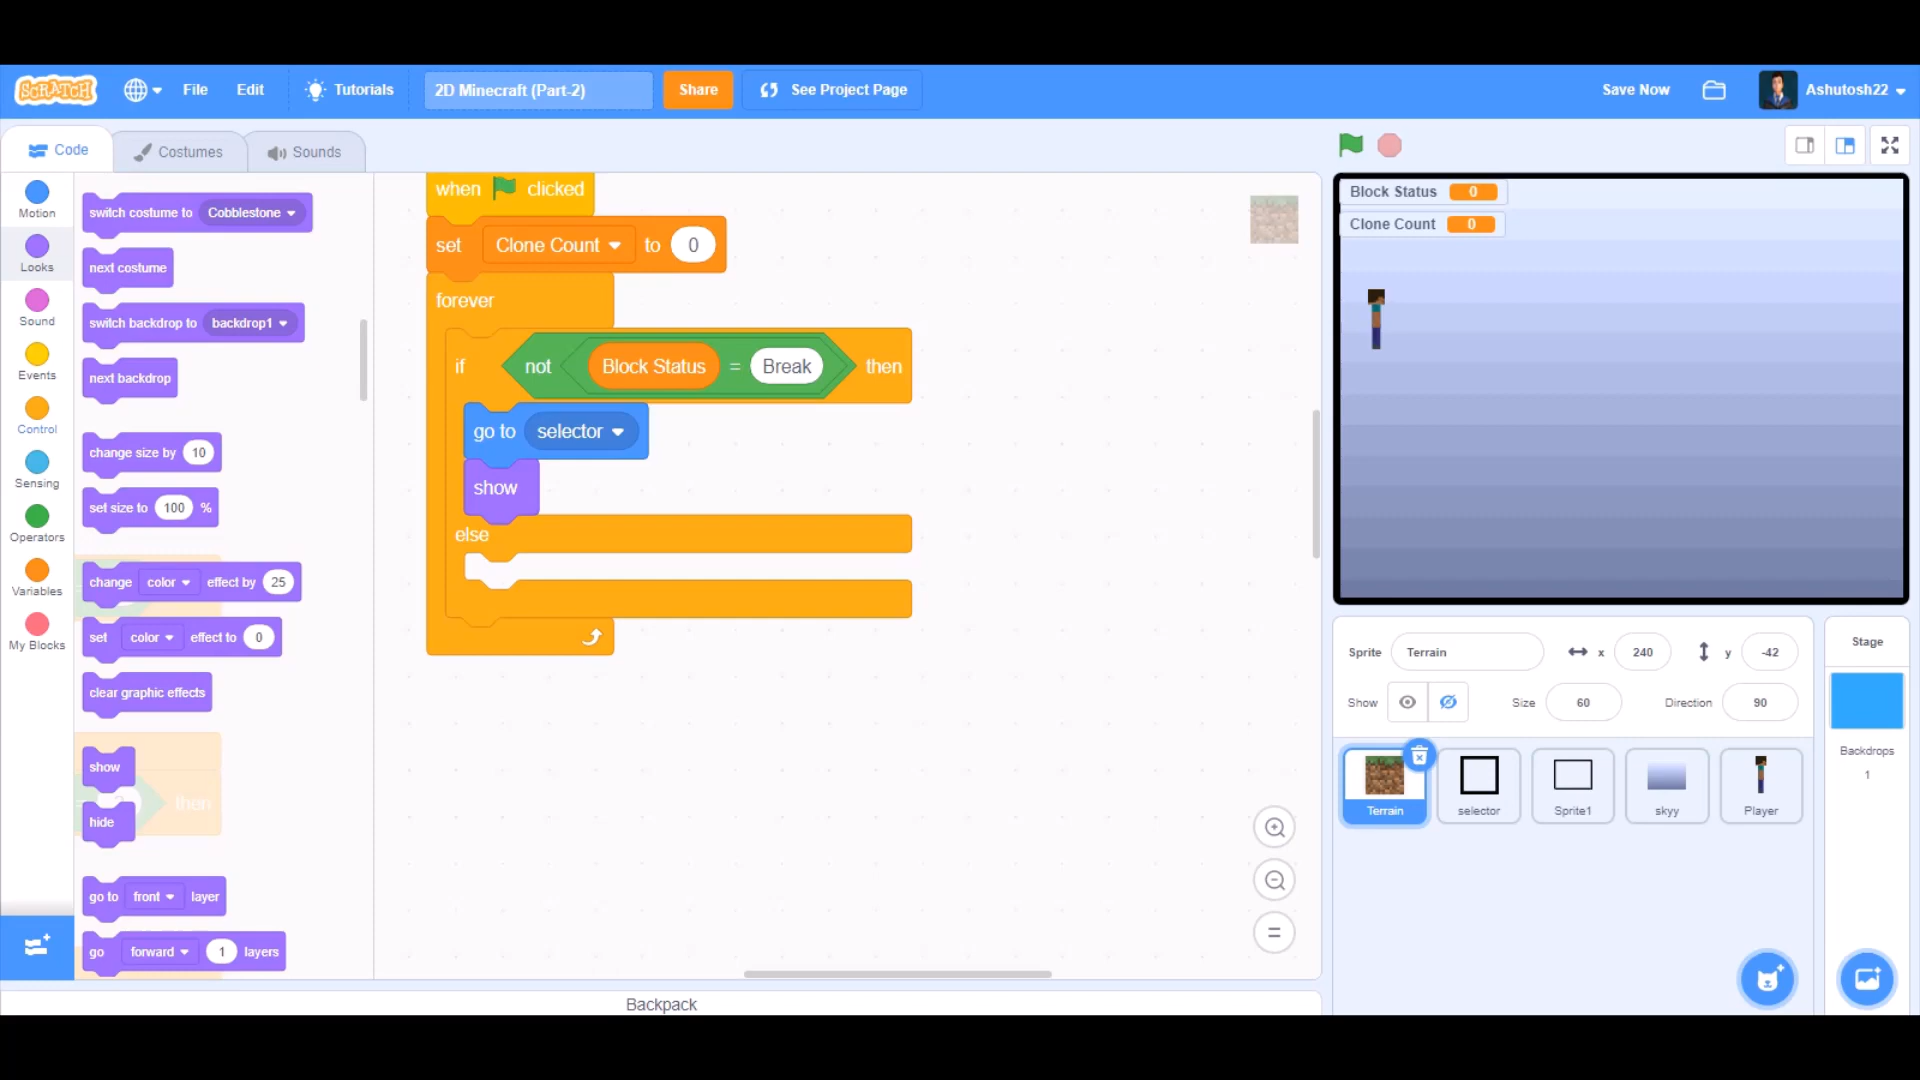 SCRATCH File Edit Tutorials 2D Minecraft (Part-2) Share See Project Page Save Now Ashutosh22
Code Costumes Sounds
Motion
Looks
Sound
Events
Control
Sensing
Operators
Variables
My Blocks
switch costume to Cobblestone
next costume
switch backdrop to backdrop1
next backdrop
change size by 10
set size to 100 %
change color effect by 25
set color effect to 0
clear graphic effects
show
then
hide
go to front layer
go forward 1 layers
when clicked
set Clone Count to 0
forever
if not Block Status = Break then
go to selector
show
else
Backpack
Block Status 0
Clone Count 0
Sprite Terrain x 240 y -42
Show Size 60 Direction 90
Terrain selector Sprite1 skyy Player
Stage
Backdrops
1